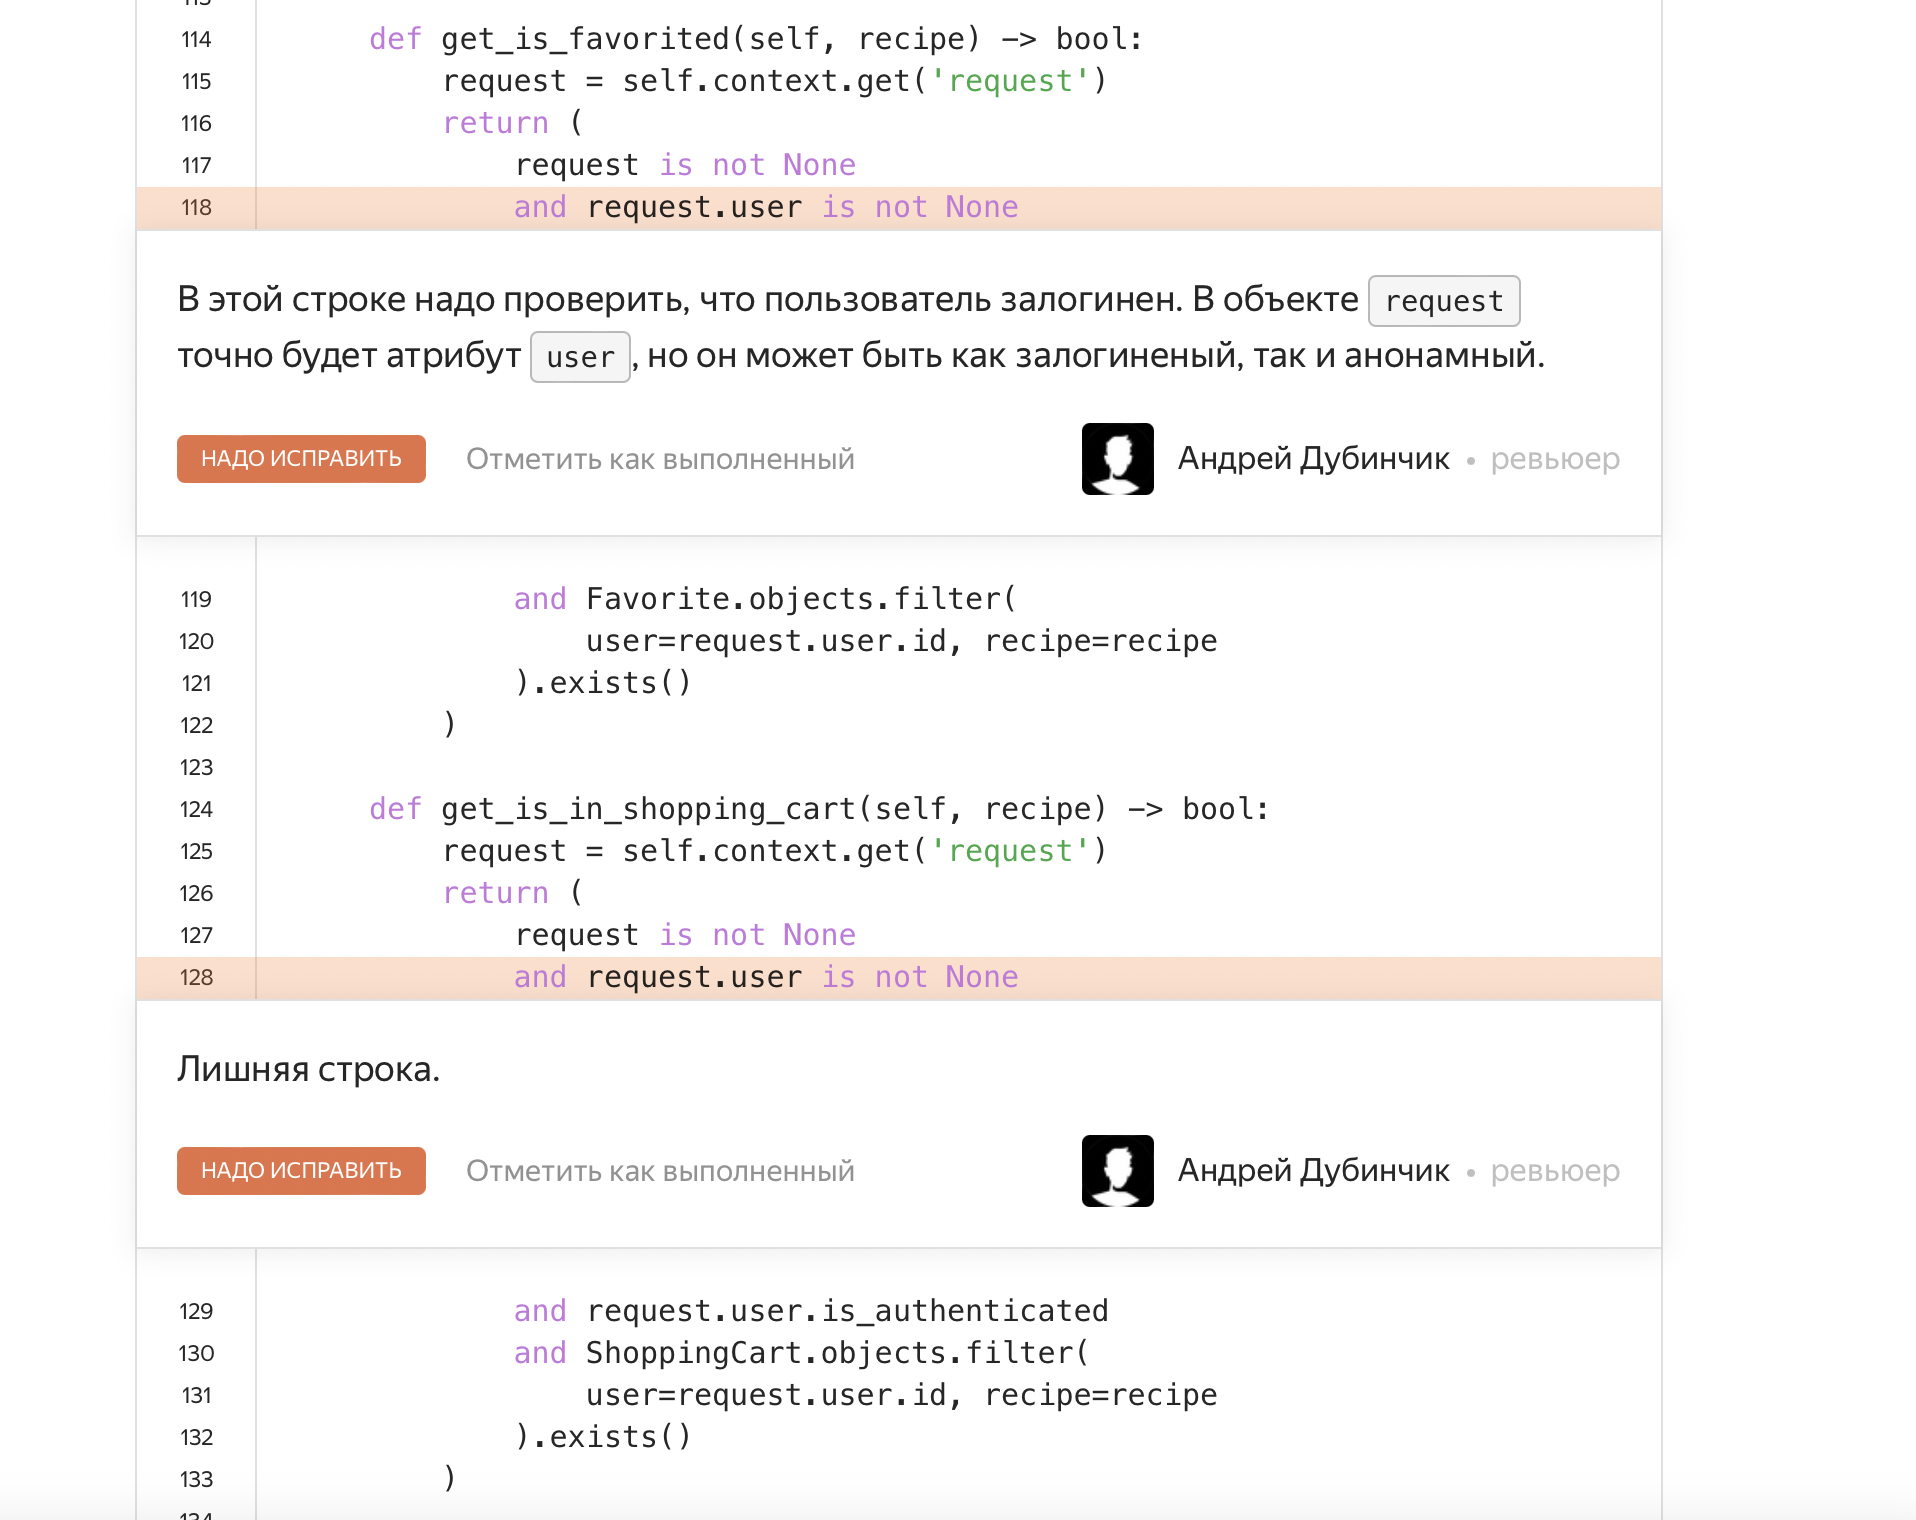 114 def get_is_favorited(self, recipe) -> bool:
115 request = self.context.get('request')
116 return (
117 request is not None
118 and request.user is not None
В этой строке надо проверить, что пользователь залогинен. В объекте request
точно будет атрибут user, но он может быть как залогиненый, так и анонамный.
НАДО ИСПРАВИТЬ Отметить как выполненный Андрей Дубинчик • ревьюер
119 and Favorite.objects.filter(
120 user=request.user.id, recipe=recipe
121 ).exists()
122 )
123
124 def get_is_in_shopping_cart(self, recipe) -> bool:
125 request = self.context.get('request')
126 return (
127 request is not None
128 and request.user is not None
Лишняя строка.
НАДО ИСПРАВИТЬ Отметить как выполненный Андрей Дубинчик • ревьюер
129 and request.user.is_authenticated
130 and ShoppingCart.objects.filter(
131 user=request.user.id, recipe=recipe
132 ).exists()
133 )